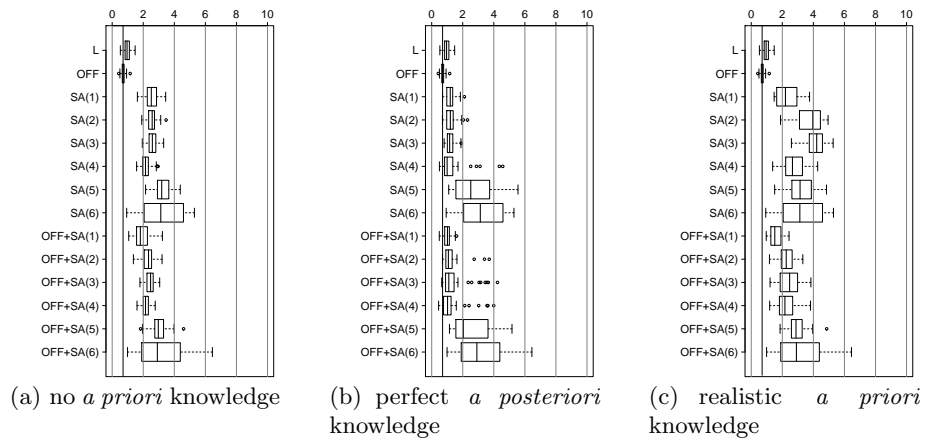 0 2 4 6 8 10
L
OFF
SA(1)
SA(2)
SA(3)
SA(4)
SA(5)
SA(6)
OFF+SA(1)
OFF+SA(2)
OFF+SA(3)
OFF+SA(4)
OFF+SA(5)
OFF+SA(6)
(a) no a priori knowledge
0 2 4 6 8 10
L
OFF
SA(1)
SA(2)
SA(3)
SA(4)
SA(5)
SA(6)
OFF+SA(1)
OFF+SA(2)
OFF+SA(3)
OFF+SA(4)
OFF+SA(5)
OFF+SA(6)
(b) perfect a posteriori
knowledge
0 2 4 6 8 10
L
OFF
SA(1)
SA(2)
SA(3)
SA(4)
SA(5)
SA(6)
OFF+SA(1)
OFF+SA(2)
OFF+SA(3)
OFF+SA(4)
OFF+SA(5)
OFF+SA(6)
(c) realistic a priori
knowledge